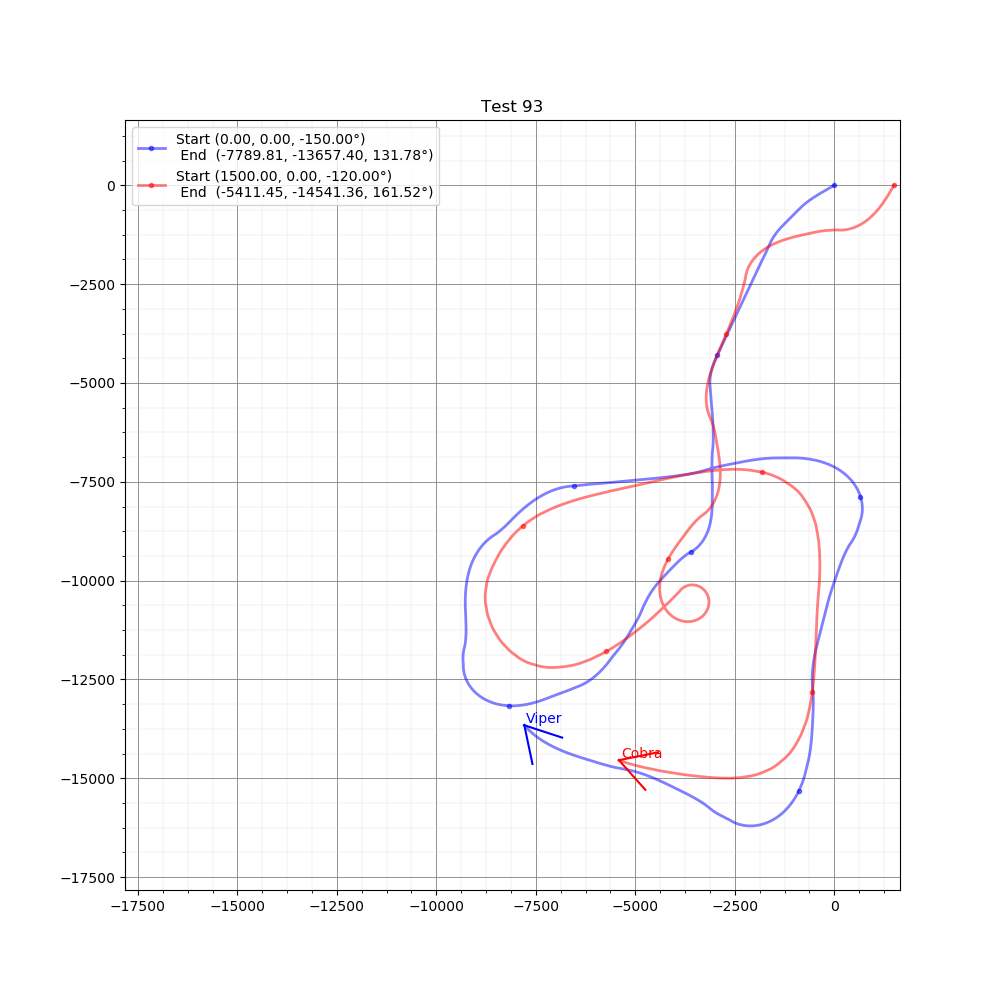 Test 93
Start (0.00, 0.00, -150.00°)
End (-7789.81, -13657.40, 131.78°)
Start (1500.00, 0.00, -120.00°)
End (-5411.45, -14541.36, 161.52°)
0
−2500
−5000
−7500
−10000
−12500
−15000
−17500
Viper
Cobra
−17500 −15000 −12500 −10000 −7500 −5000 −2500 0